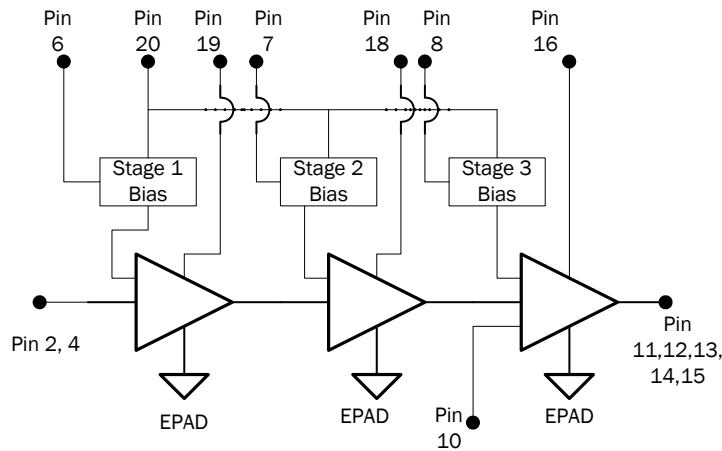 Pin
6
Pin
20
Pin
19
Pin
7
Pin
18
Pin
8
Pin
16
Stage 1
Bias
Stage 2
Bias
Stage 3
Bias
Pin 2, 4
Pin
11,12,13,
14,15
EPAD
EPAD
Pin
10
EPAD